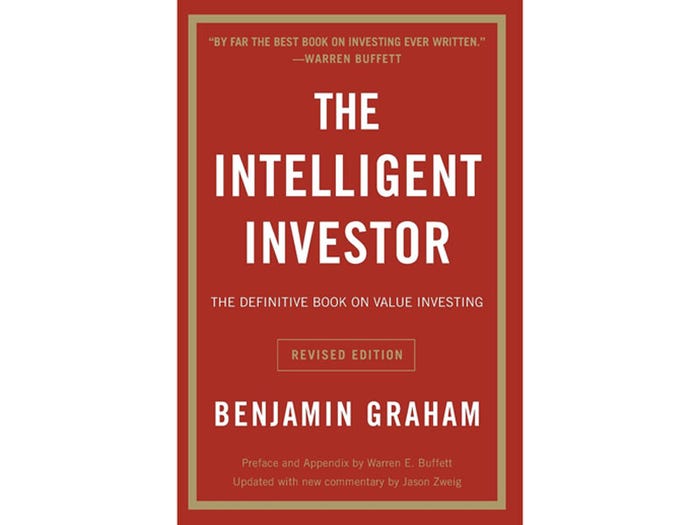 “BY FAR THE BEST BOOK ON INVESTING EVER WRITTEN.”
—WARREN BUFFETT
THE
INTELLIGENT
INVESTOR
THE DEFINITIVE BOOK ON VALUE INVESTING
REVISED EDITION
BENJAMIN GRAHAM
Preface and Appendix by Warren E. Buffett
Updated with new commentary by Jason Zweig